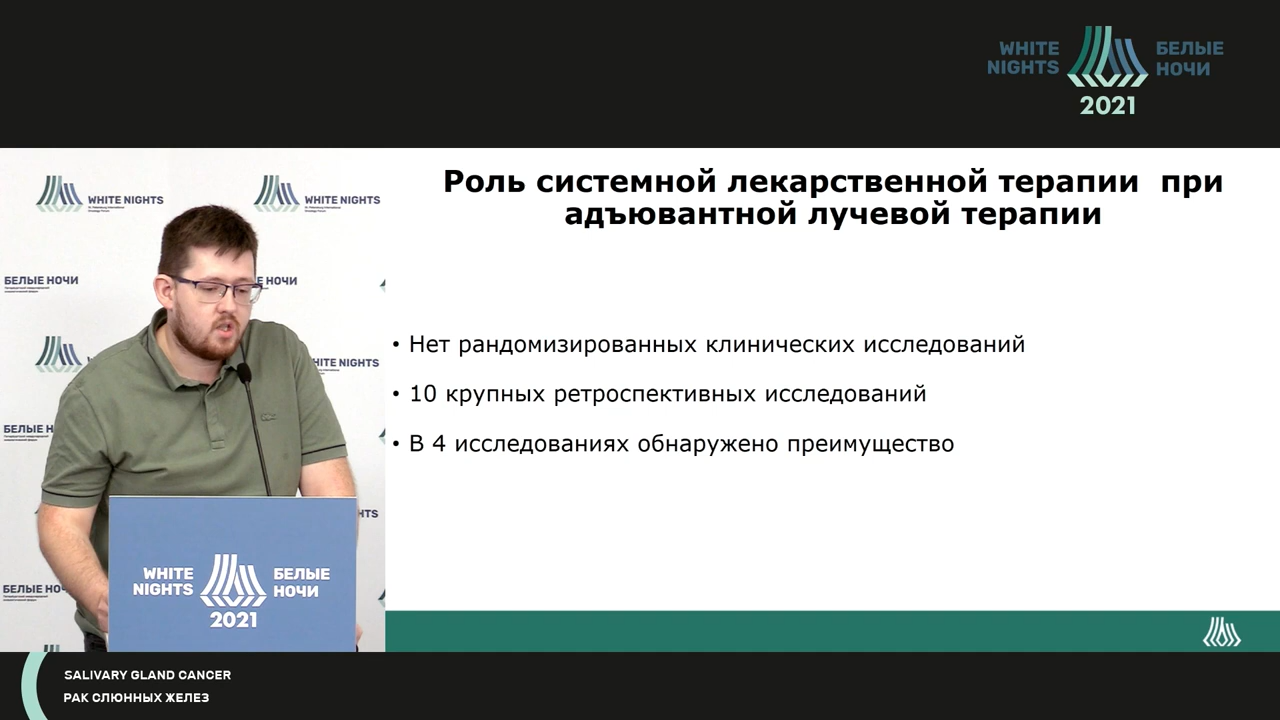 WHITE
NIGHTS
БЕЛЫЕ
НОЧИ
2021
Роль системной лекарственной терапии при
адъювантной лучевой терапии
• Нет рандомизированных клинических исследований
• 10 крупных ретроспективных исследований
• В 4 исследованиях обнаружено преимущество
WHITE NIGHTS
WHITE NIGHTS
БЕЛЫЕ НОЧИ
Е НОЧИ
WHITE NIGHTS
БЕЛЫЕ Н
HTS
БЕЛЫЕ НО
WHITE
NIGHTS
БЕЛЫЕ
НОЧИ
2021
SALIVARY GLAND CANCER
РАК СЛЮННЫХ ЖЕЛЕЗ